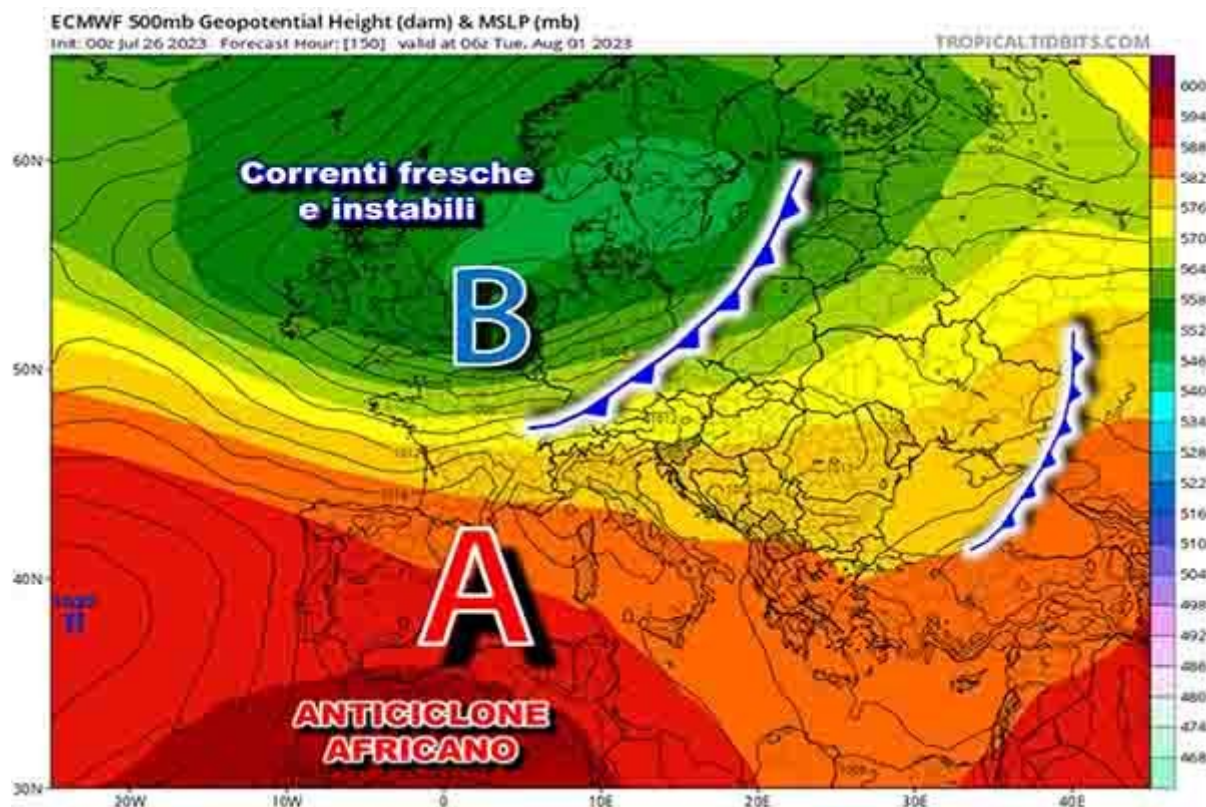 ECMWF 500mb Geopotential Height (dam) & MSLP (mb)
Init: 00z Jul 26 2023 Forecast Hour: [150] valid at 06z Tue, Aug 01 2023
TROPICALTIDBITS.COM
Correnti fresche
e instabili
B
A
ANTICICLONE
AFRICANO
60N
50N
40N
30N
20W
10W
0
10E
20E
30E
40E
600
594
588
582
576
570
564
558
552
546
540
534
528
522
516
510
504
498
492
486
480
474
468